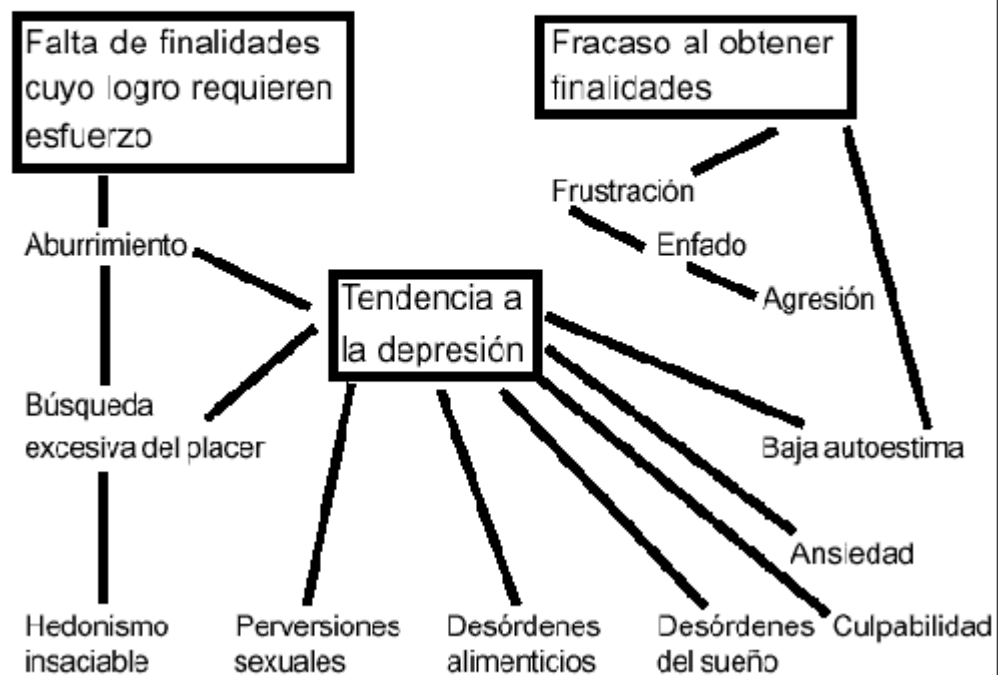 Falta de finalidades
cuyo logro requieren
esfuerzo
Fracaso al obtener
finalidades
Frustración
Aburrimiento
Enfado
Agresión
Tendencia a
la depresión
Búsqueda
excesiva del placer
Baja autoestima
Ansiedad
Hedonismo
insaciable
Perversiones
sexuales
Desórdenes
alimenticios
Desórdenes
del sueño
Culpabilidad